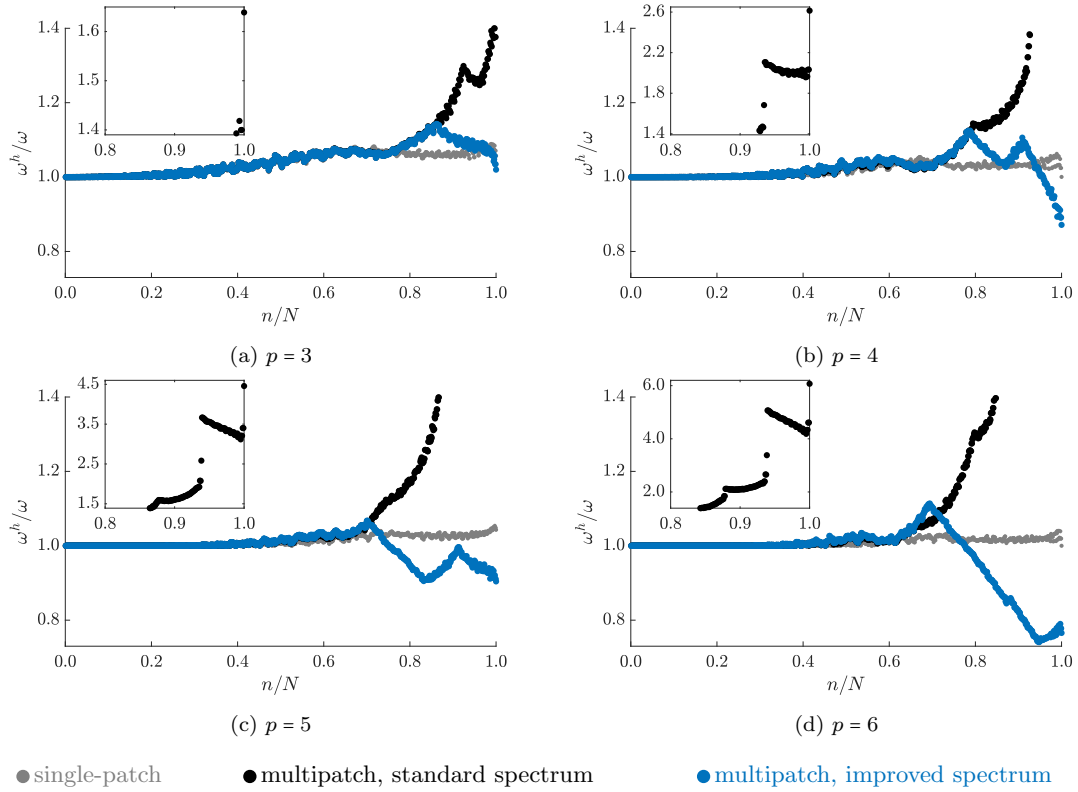 1.4
1.2
1.0
0.8
ω^h/ω
1.6
1.5
1.4
0.8 0.9 1.0
0.0 0.2 0.4 0.6 0.8 1.0
n/N
(a) p = 3
1.4
1.2
1.0
0.8
ω^h/ω
2.6
2.2
1.8
1.4
0.8 0.9 1.0
0.0 0.2 0.4 0.6 0.8 1.0
n/N
(b) p = 4
1.4
1.2
1.0
0.8
ω^h/ω
4.5
3.5
2.5
1.5
0.8 0.9 1.0
0.0 0.2 0.4 0.6 0.8 1.0
n/N
(c) p = 5
1.4
1.2
1.0
0.8
ω^h/ω
6.0
4.0
2.0
0.8 0.9 1.0
0.0 0.2 0.4 0.6 0.8 1.0
n/N
(d) p = 6
single-patch
multipatch, standard spectrum
multipatch, improved spectrum